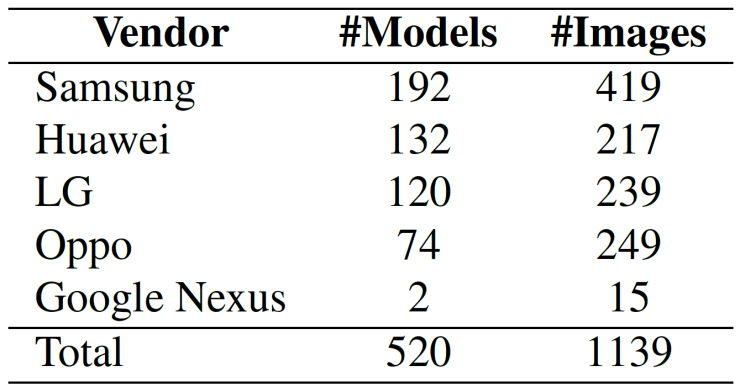 Vendor #Models #Images
Samsung 192 419
Huawei 132 217
LG 120 239
Oppo 74 249
Google Nexus 2 15
Total 520 1139